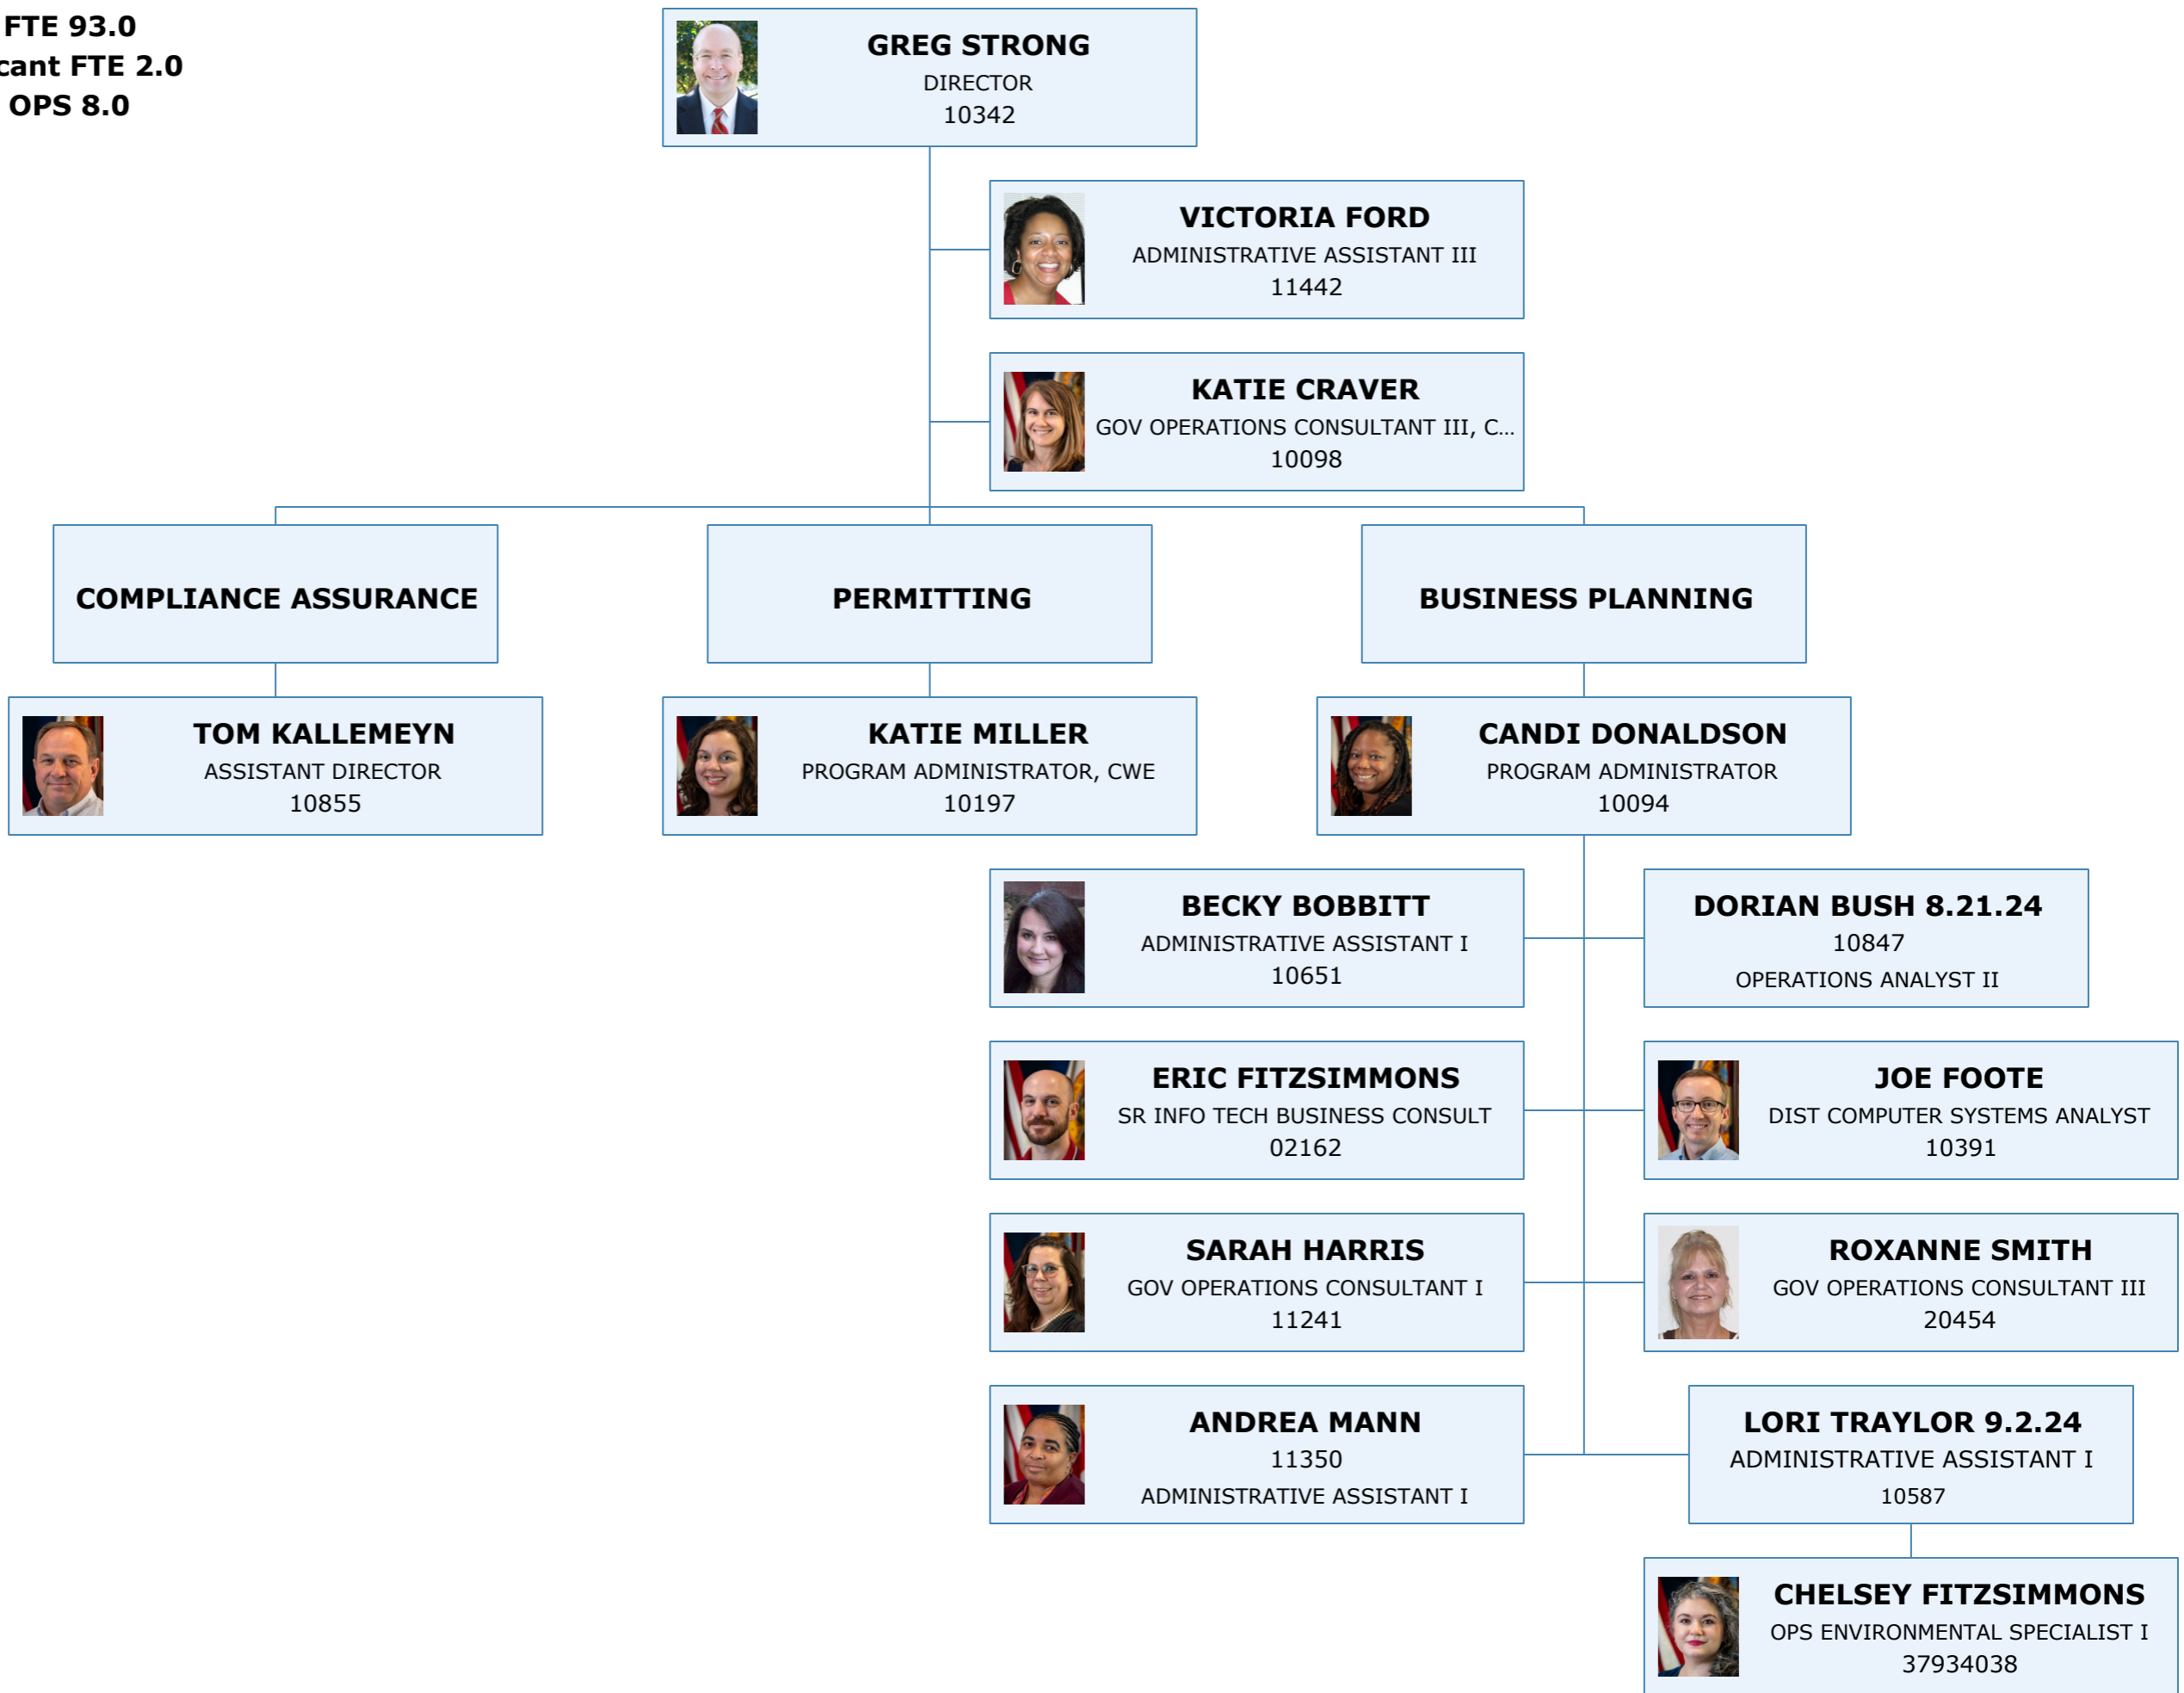 FTE 93.0
cant FTE 2.0
OPS 8.0
GREG STRONG
DIRECTOR
10342
VICTORIA FORD
ADMINISTRATIVE ASSISTANT III
11442
KATIE CRAVER
GOV OPERATIONS CONSULTANT III, C...
10098
COMPLIANCE ASSURANCE
PERMITTING
BUSINESS PLANNING
TOM KALLEMEYN
ASSISTANT DIRECTOR
10855
KATIE MILLER
PROGRAM ADMINISTRATOR, CWE
10197
CANDI DONALDSON
PROGRAM ADMINISTRATOR
10094
BECKY BOBBITT
ADMINISTRATIVE ASSISTANT I
10651
DORIAN BUSH 8.21.24
10847
OPERATIONS ANALYST II
ERIC FITZSIMMONS
SR INFO TECH BUSINESS CONSULT
02162
JOE FOOTE
DIST COMPUTER SYSTEMS ANALYST
10391
SARAH HARRIS
GOV OPERATIONS CONSULTANT I
11241
ROXANNE SMITH
GOV OPERATIONS CONSULTANT III
20454
ANDREA MANN
11350
ADMINISTRATIVE ASSISTANT I
LORI TRAYLOR 9.2.24
ADMINISTRATIVE ASSISTANT I
10587
CHELSEY FITZSIMMONS
OPS ENVIRONMENTAL SPECIALIST I
37934038